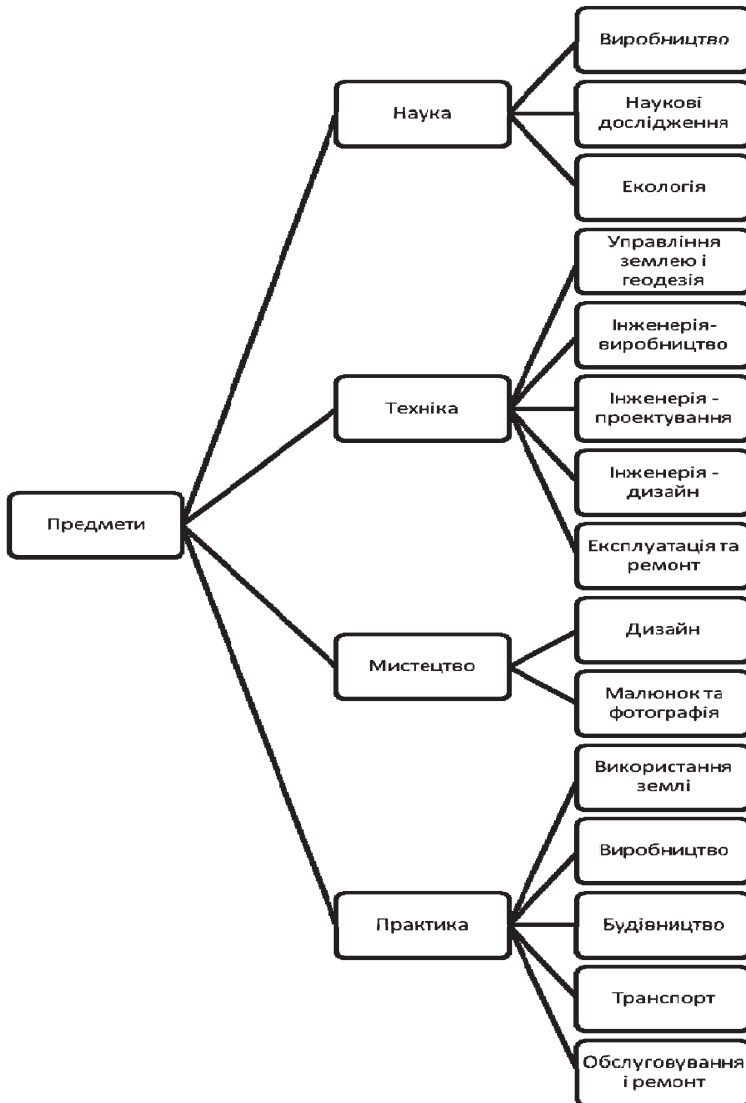 Предмети
Наука
Виробництво
Наукові
дослідження
Екологія
Техніка
Управління
землею і
геодезія
Інженерія-
виробництво
Інженерія -
проектування
Інженерія -
дизайн
Експлуатація та
ремонт
Мистецтво
Дизайн
Малюнок та
фотографія
Практика
Використання
землі
Виробництво
Будівництво
Транспорт
Обслуговування
і ремонт